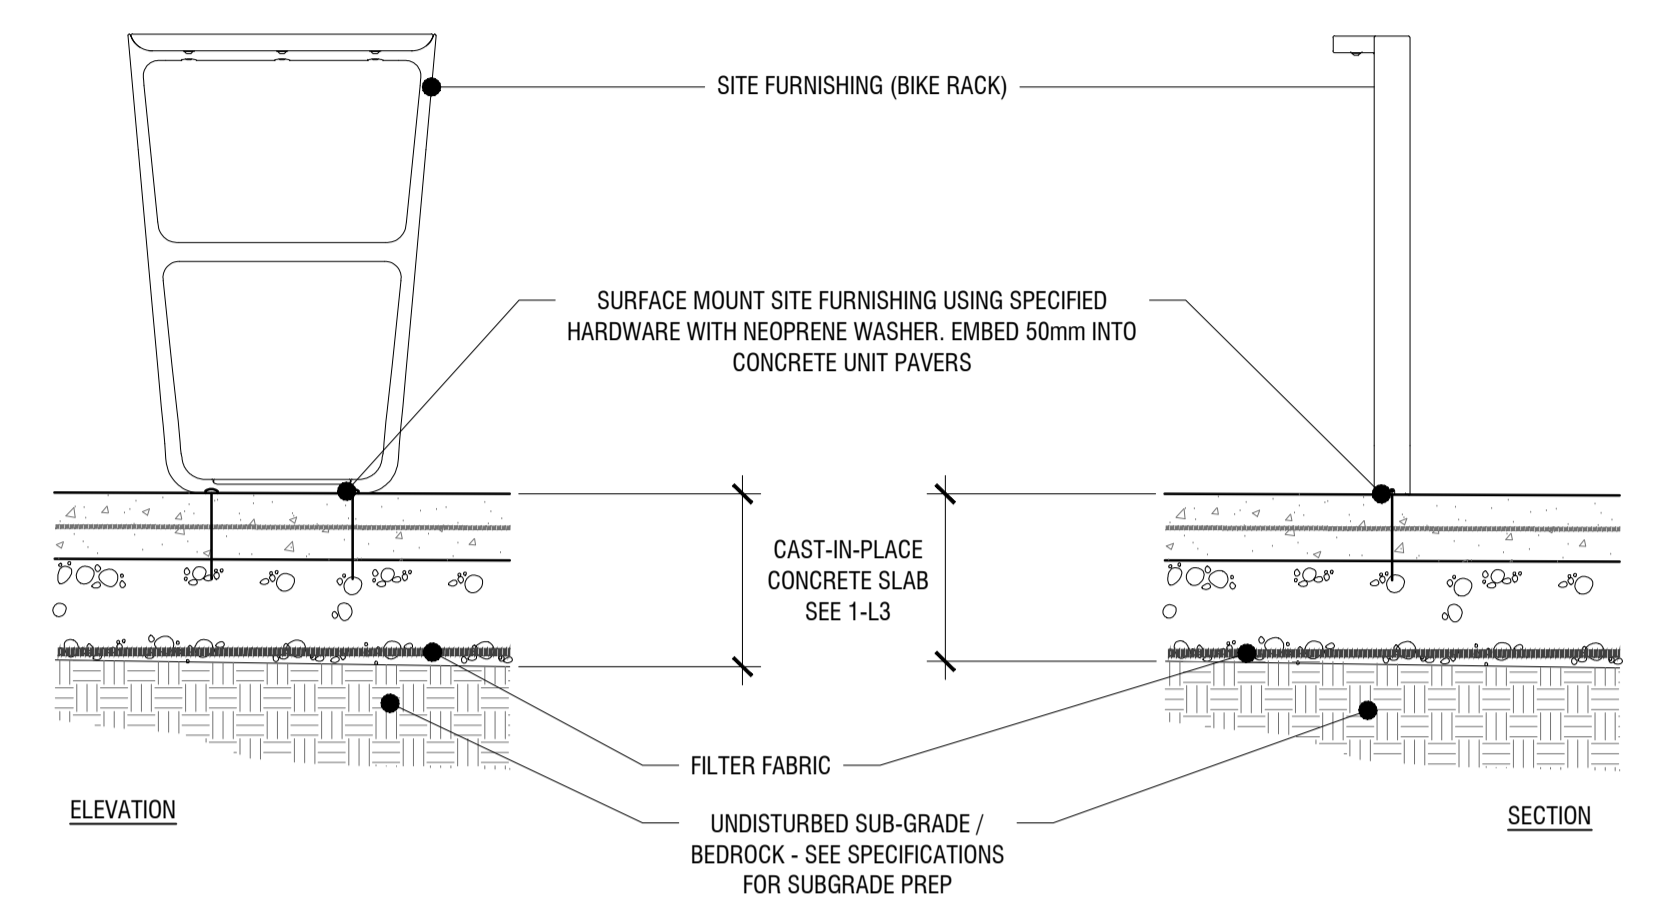 SITE FURNISHING (BIKE RACK)
SURFACE MOUNT SITE FURNISHING USING SPECIFIED
HARDWARE WITH NEOPRENE WASHER. EMBED 50mm INTO
CONCRETE UNIT PAVERS
CAST-IN-PLACE
CONCRETE SLAB
SEE 1-L3
FILTER FABRIC
ELEVATION
SECTION
UNDISTURBED SUB-GRADE /
BEDROCK - SEE SPECIFICATIONS
FOR SUBGRADE PREP